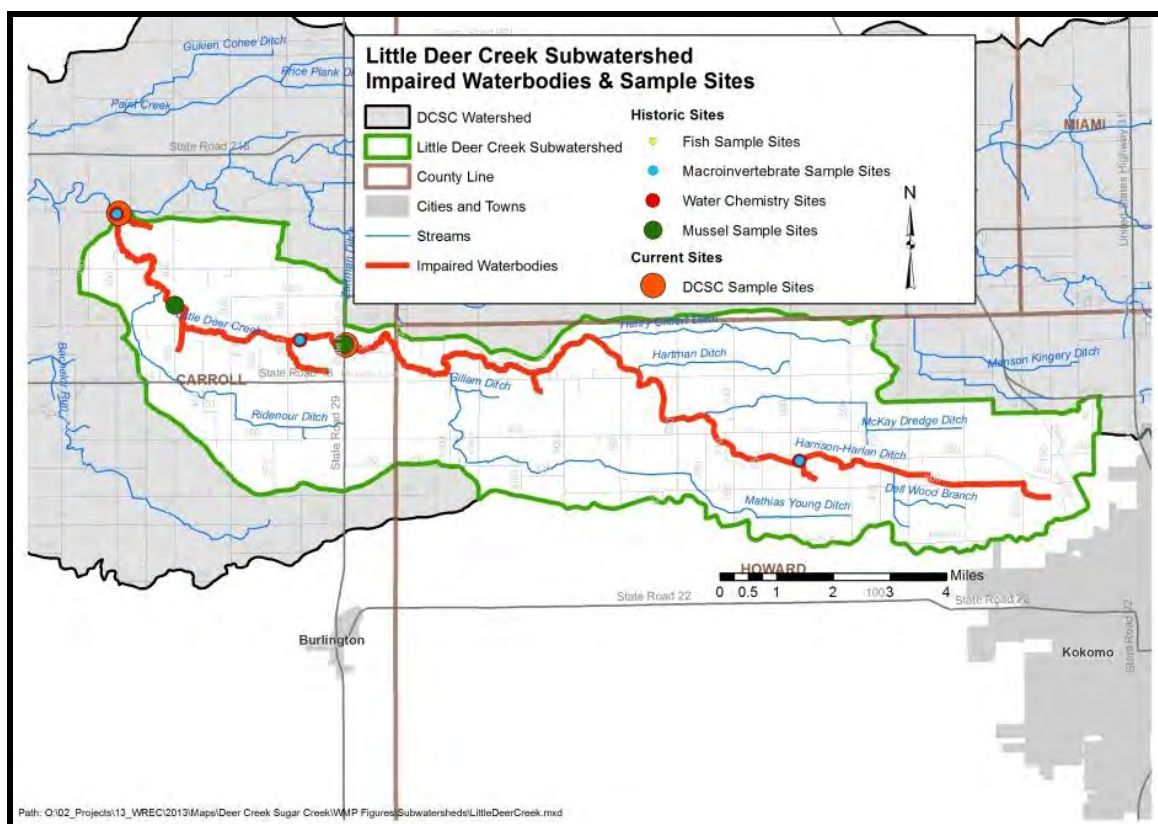 Little Deer Creek Subwatershed
Impaired Waterbodies & Sample Sites
DCSC Watershed
Little Deer Creek Subwatershed
County Line
Cities and Towns
Streams
Impaired Waterbodies
Historic Sites
Fish Sample Sites
Macroinvertebrate Sample Sites
Water Chemistry Sites
Mussel Sample Sites
Current Sites
DCSC Sample Sites
N
Gukien Cohee Ditch
Price Plank D
Paint Creek
State Road 218
MIAMI
United States Highway 31
Little Deer Creek
Bachelor Run
CARROLL
State Road 18
Ridenour Ditch
State Road 29
Gillam Ditch
Hartman Ditch
Manson Kingery Ditch
McKay Dredge Ditch
Harrison-Harlan Ditch
Dell Wood Branch
Mathias Young Ditch
HOWARD
Miles
0 0.5 1 2 3 4
State Road 22
State Road 22
Burlington
Kokomo
Path: O:\02_Projects\13_WREC\2013\Maps\Deer Creek Sugar Creek\WMP Figures\Subwatersheds\LittleDeerCreek.mxd